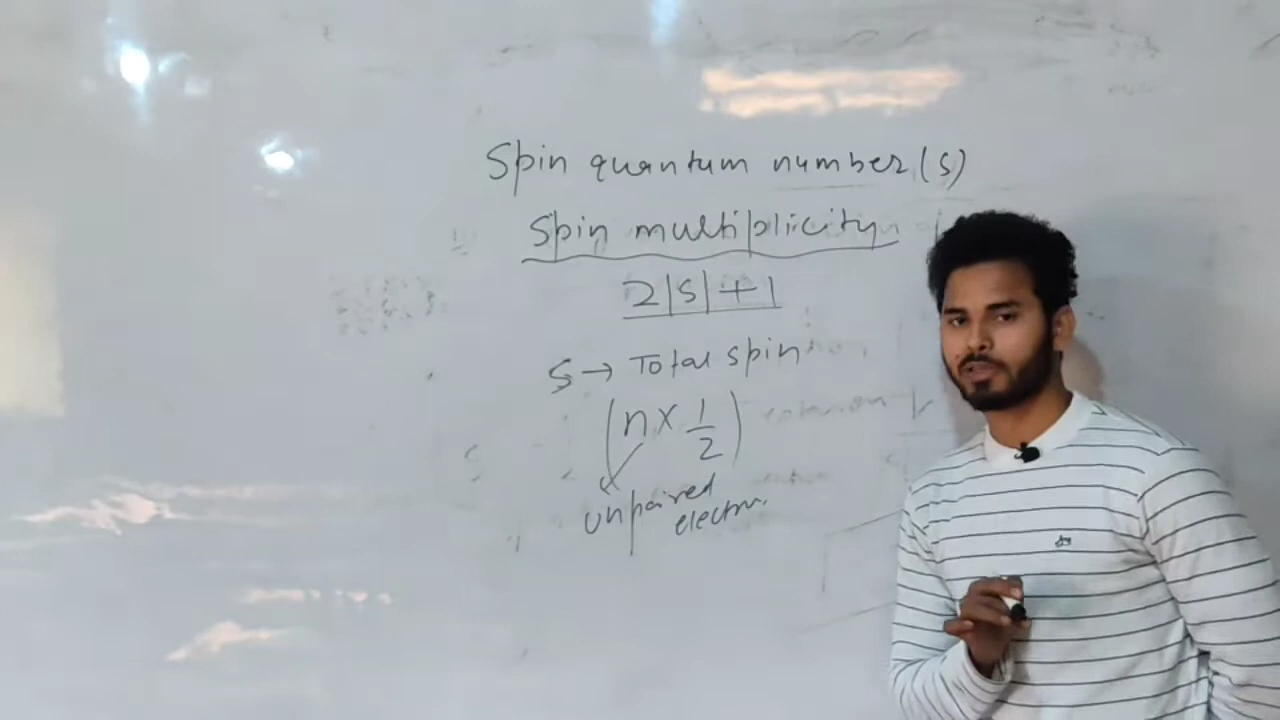 Spin quantum number (s)
Spin multiplicity
2|S|+1
S → Total spin
(n × 1/2)
unpaired
electron